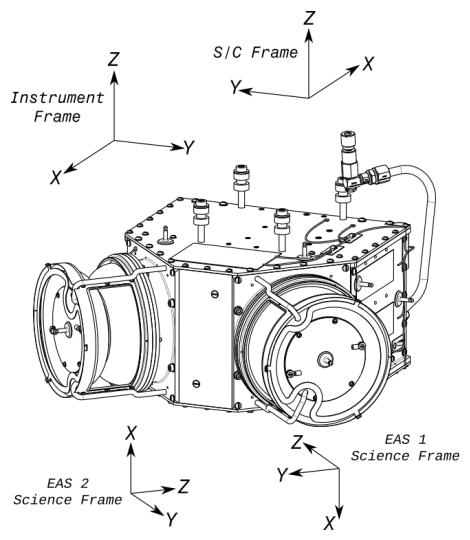 Z
S/C Frame
X
Y
Z
Instrument
Frame
Y
X
X
EAS 2
Science Frame
Z
Y
Z
Y
X
EAS 1
Science Frame